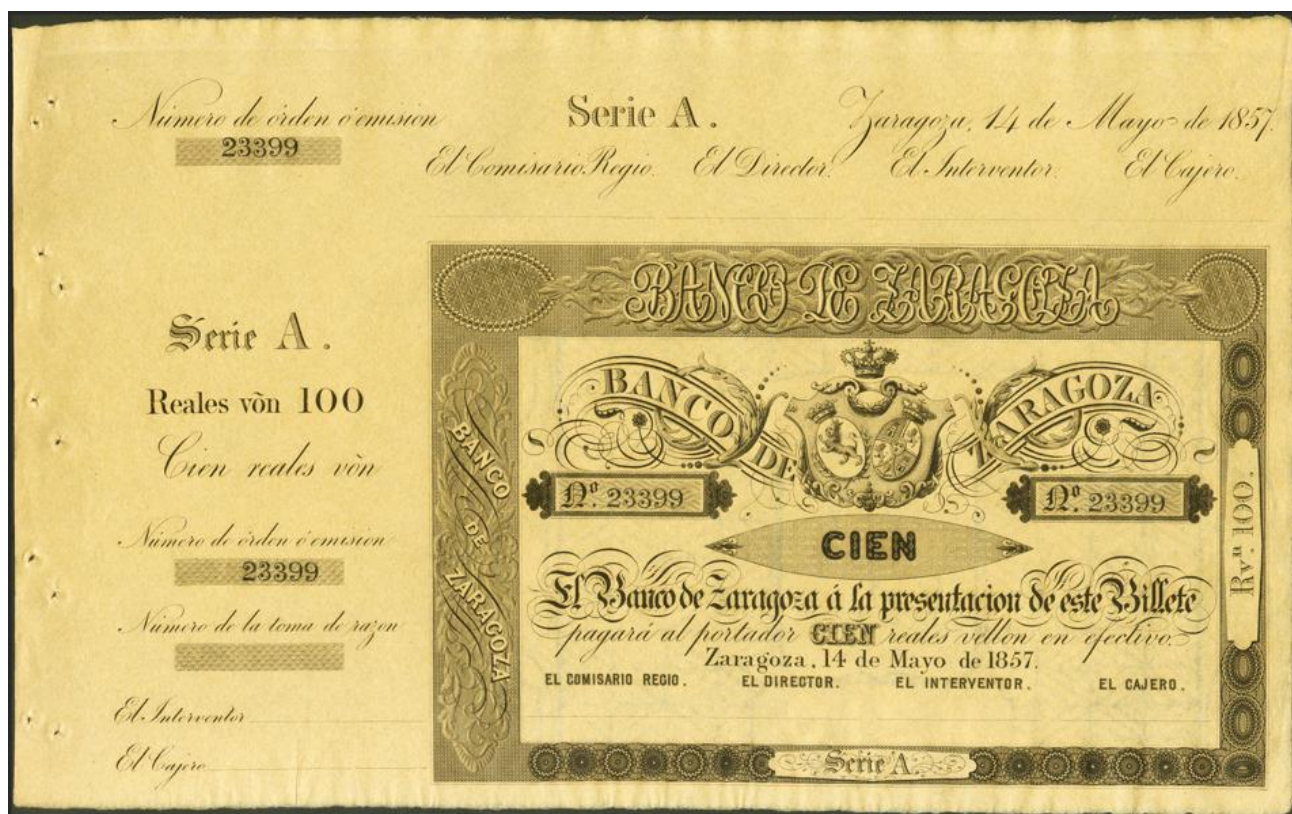 Número de órden ó emision
23399
Serie A.
Zaragoza, 14 de Mayo de 1857.
El Comisario Regio. El Director. El Interventor. El Cajero.
Serie A.
Reales võn 100
Cien reales võn
Número de órden ó emision
23399
Número de la toma de razon
El Interventor
El Cajero
BANCO DE ZARAGOZA
BANCO DE ZARAGOZA
BANCO DE ZARAGOZA
Nº. 23399
Nº. 23399
CIEN
El Banco de Zaragoza á la presentacion de este Billete
pagará al portador CIEN reales vellon en efectivo.
Zaragoza, 14 de Mayo de 1857.
EL COMISARIO REGIO. EL DIRECTOR. EL INTERVENTOR. EL CAJERO.
Rvⁿ 100.
Serie A.